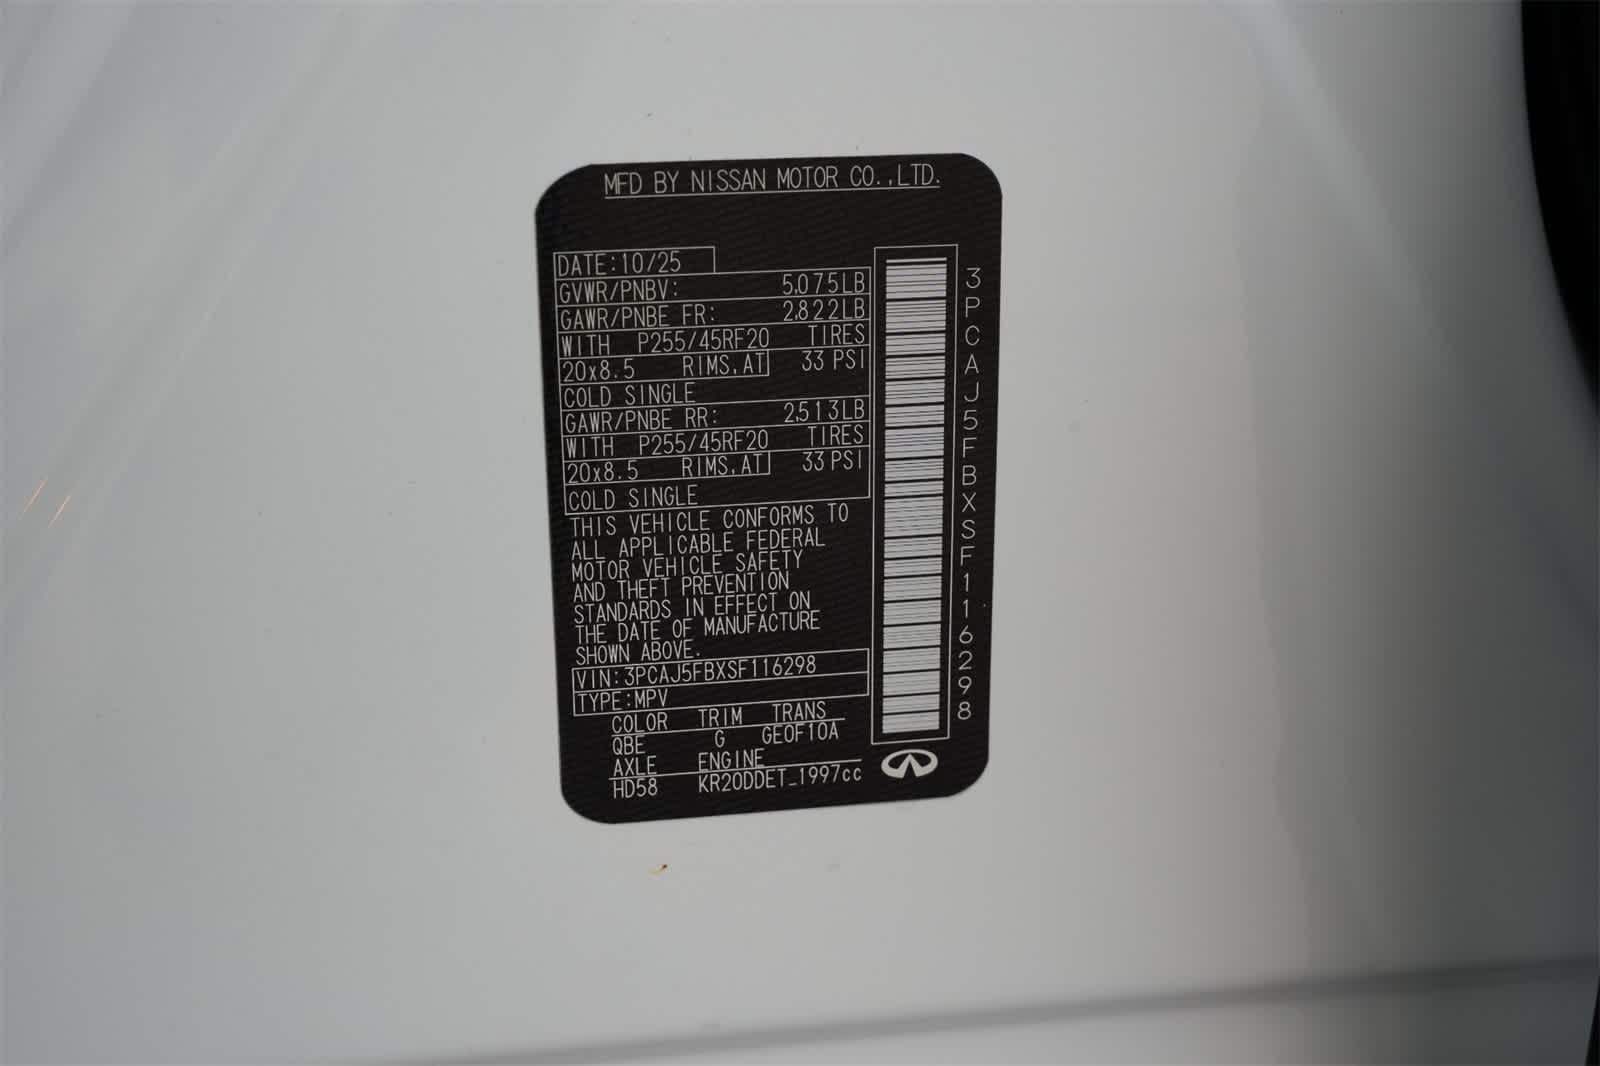 MFD BY NISSAN MOTOR CO.,LTD.
DATE:10/25
GVWR/PNBV: 5,075LB
GAWR/PNBE FR: 2,822LB
WITH P255/45RF20 TIRES
20x8.5 RIMS,AT 33 PSI
COLD SINGLE
GAWR/PNBE RR: 2,513LB
WITH P255/45RF20 TIRES
20x8.5 RIMS,AT 33 PSI
COLD SINGLE
THIS VEHICLE CONFORMS TO
ALL APPLICABLE FEDERAL
MOTOR VEHICLE SAFETY
AND THEFT PREVENTION
STANDARDS IN EFFECT ON
THE DATE OF MANUFACTURE
SHOWN ABOVE.
VIN:3PCAJ5FBXSF116298
TYPE:MPV
COLOR TRIM TRANS
QBE G GE0F10A
AXLE ENGINE
HD58 KR20DDET_1997cc
3PCAJ5FBXSF116298